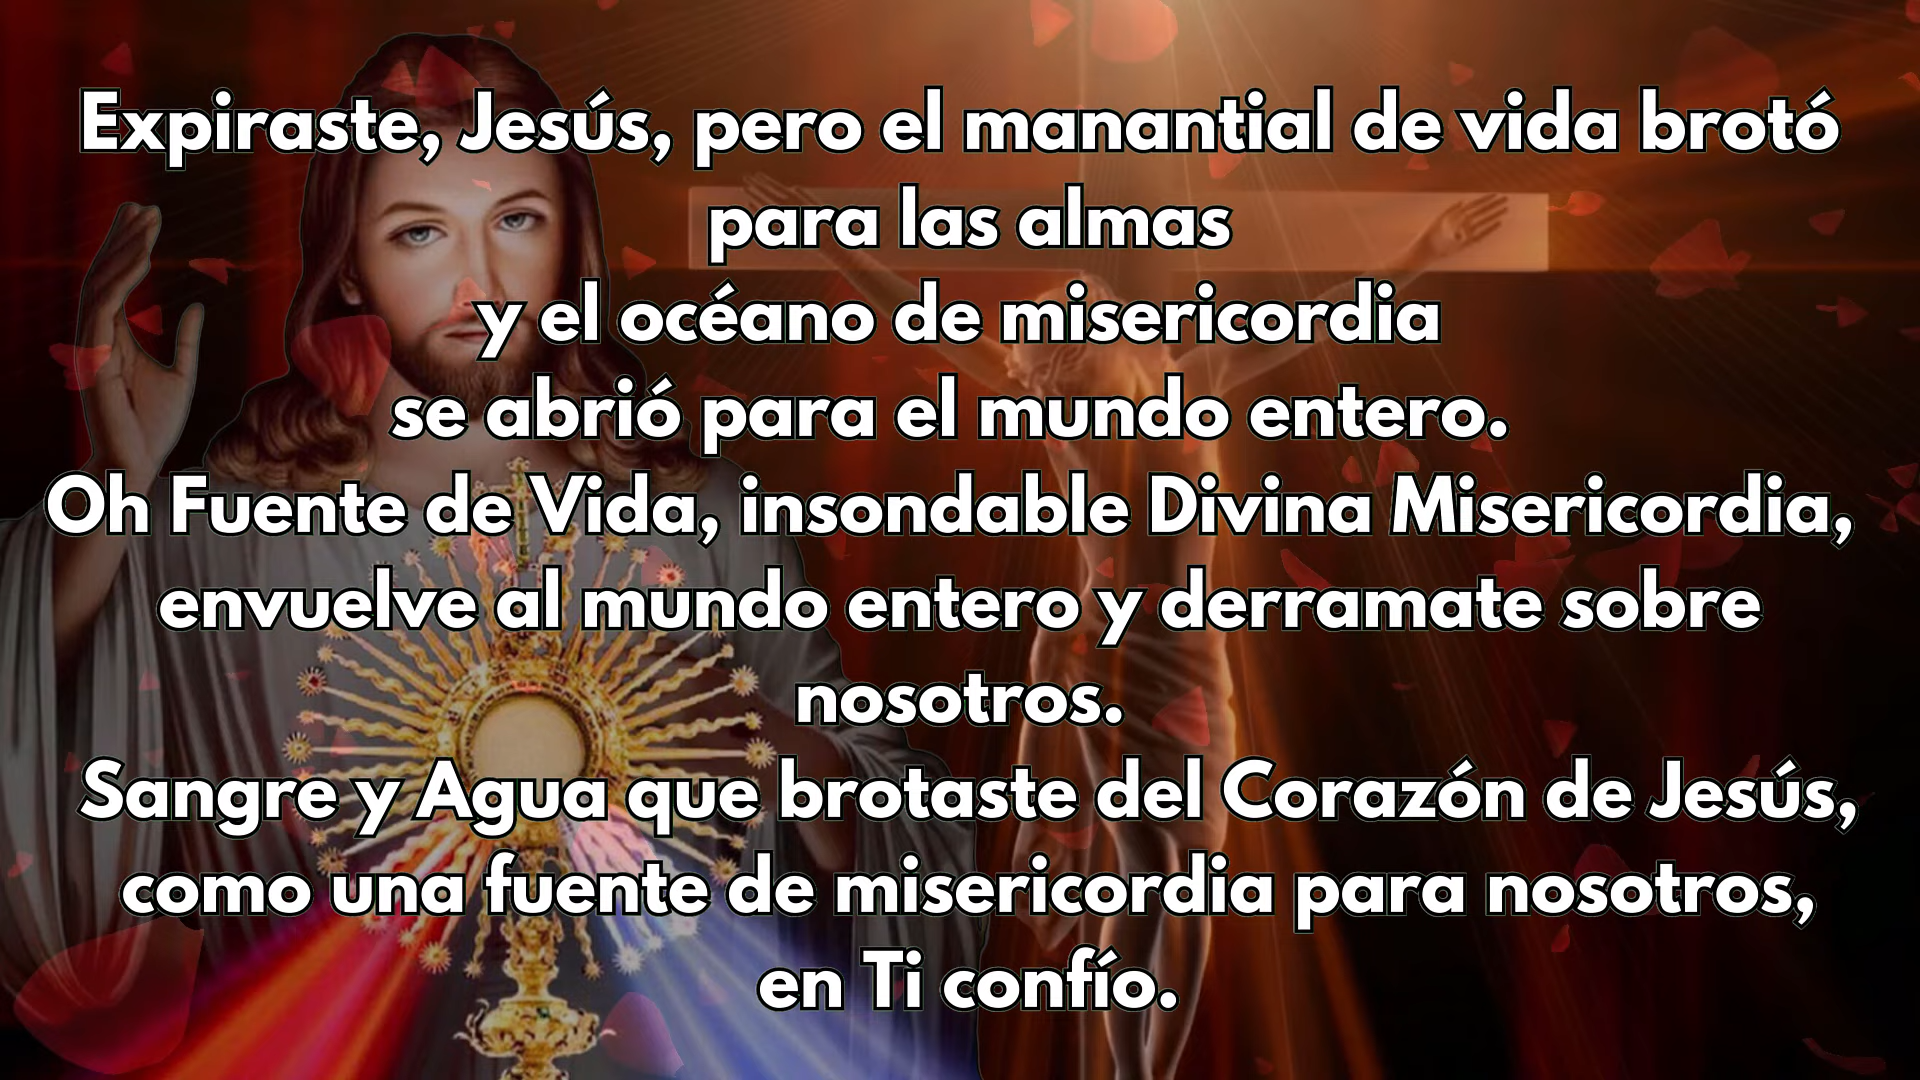 Expiraste, Jesús, pero el manantial de vida brotó
para las almas
y el océano de misericordia
se abrió para el mundo entero.
Oh Fuente de Vida, insondable Divina Misericordia,
envuelve al mundo entero y derramate sobre
nosotros.
Sangre y Agua que brotaste del Corazón de Jesús,
como una fuente de misericordia para nosotros,
en Ti confío.